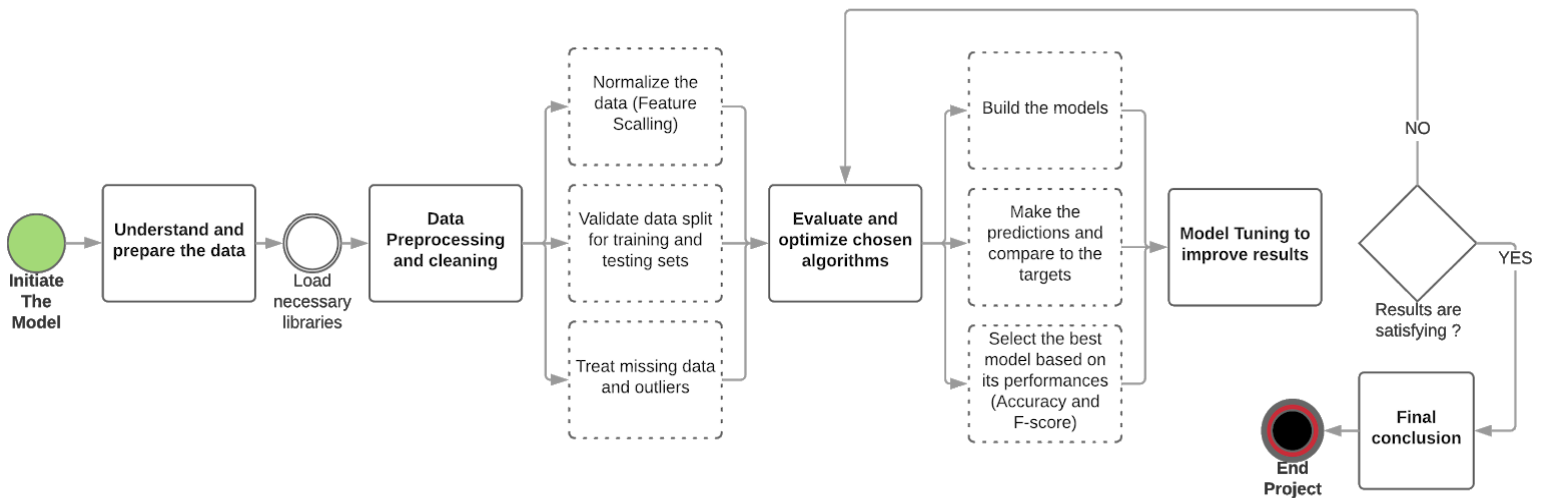 Initiate
The
Model
Understand and
prepare the data
Load
necessary
libraries
Data
Preprocessing
and cleaning
Normalize the
data (Feature
Scalling)
Validate data split
for training and
testing sets
Treat missing data
and outliers
Evaluate and
optimize chosen
algorithms
Build the models
Make the
predictions and
compare to the
targets
Select the best
model based on
its performances
(Accuracy and
F-score)
Model Tuning to
improve results
NO
YES
Results are
satisfying ?
Final
conclusion
End
Project